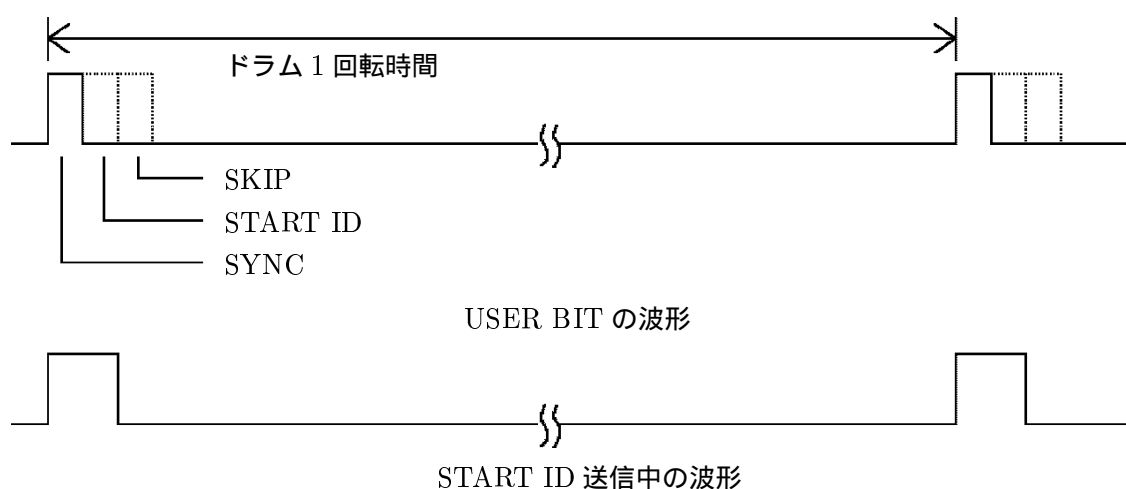 ドラム 1 回転時間
SKIP
START ID
SYNC
USER BIT の波形
START ID 送信中の波形